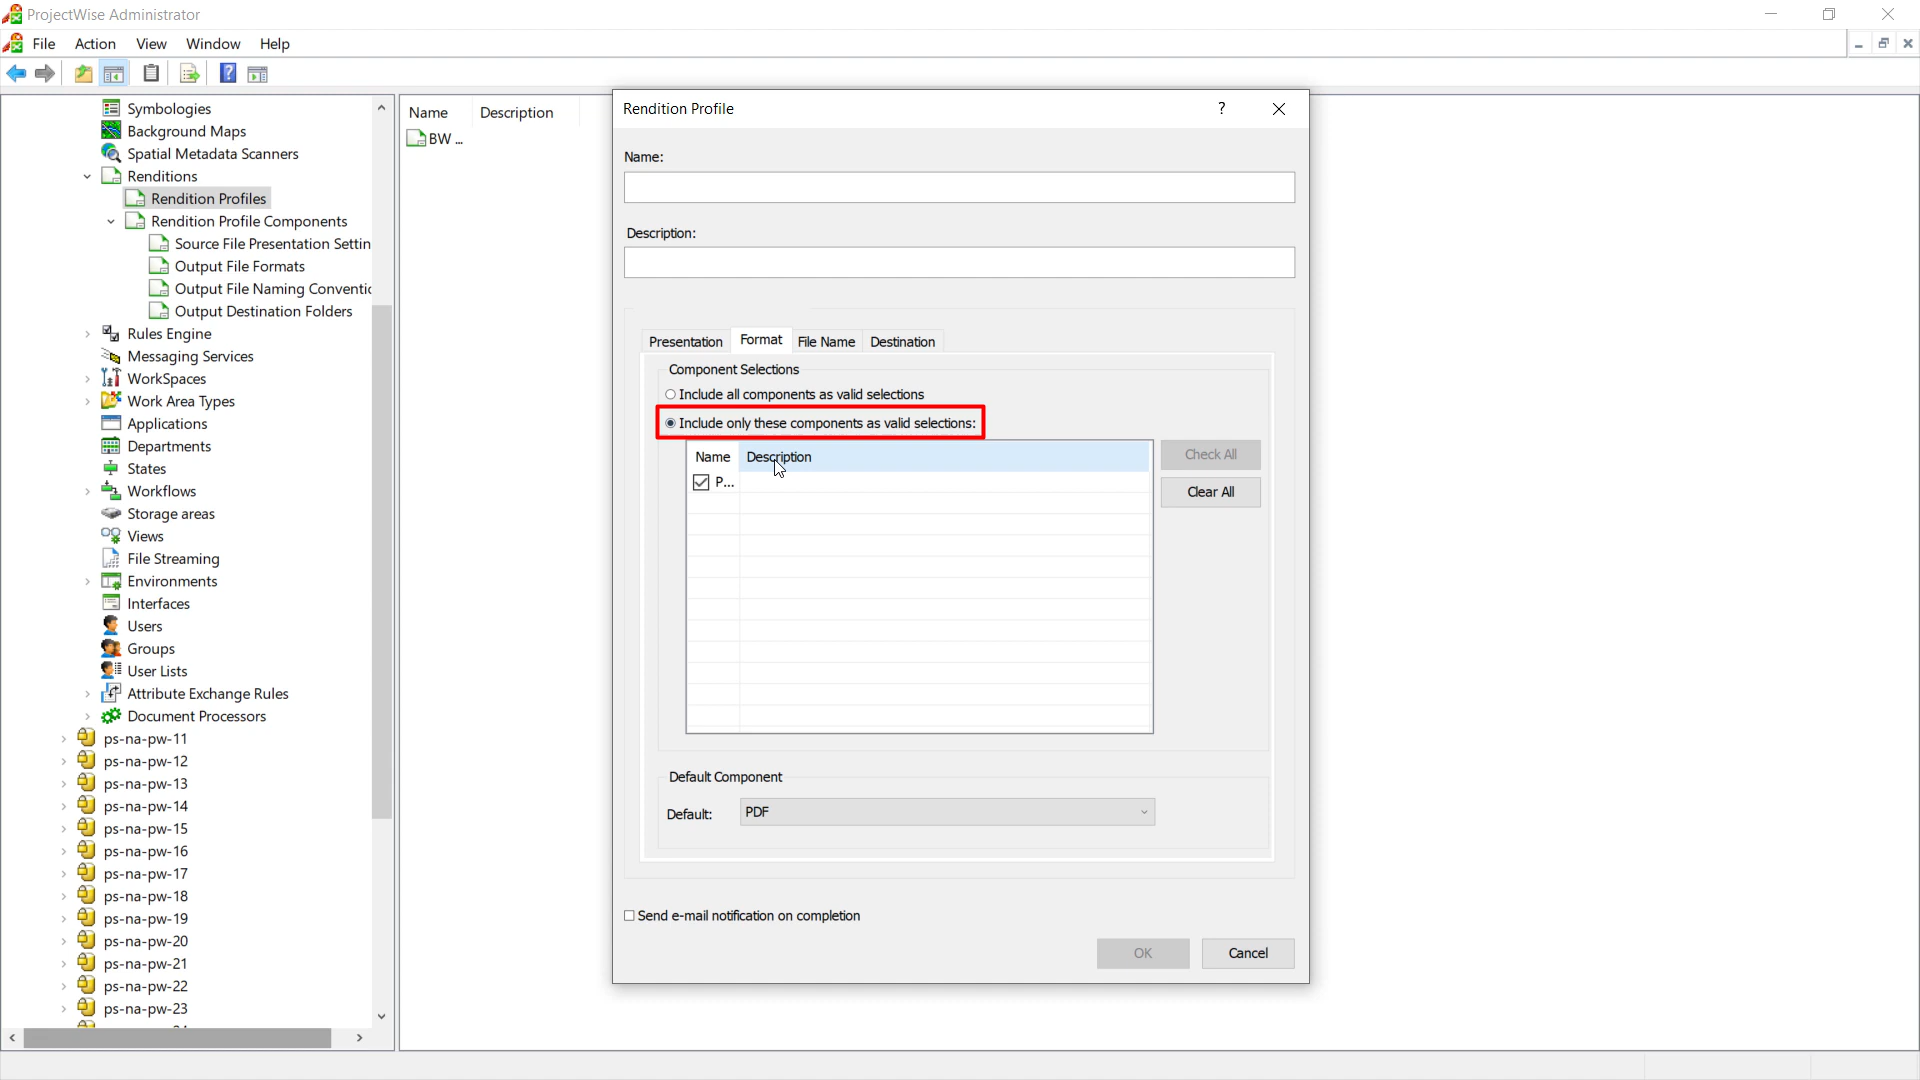 ProjectWise Administrator
File Action View Window Help
Symbologies
Background Maps
Spatial Metadata Scanners
Renditions
Rendition Profiles
Rendition Profile Components
Source File Presentation Settin
Output File Formats
Output File Naming Conventic
Output Destination Folders
Rules Engine
Messaging Services
WorkSpaces
Work Area Types
Applications
Departments
States
Workflows
Storage areas
Views
File Streaming
Environments
Interfaces
Users
Groups
User Lists
Attribute Exchange Rules
Document Processors
ps-na-pw-11
ps-na-pw-12
ps-na-pw-13
ps-na-pw-14
ps-na-pw-15
ps-na-pw-16
ps-na-pw-17
ps-na-pw-18
ps-na-pw-19
ps-na-pw-20
ps-na-pw-21
ps-na-pw-22
ps-na-pw-23
Name Description
BW ...
Rendition Profile
Name:
Description:
Presentation Format File Name Destination
Component Selections
Include all components as valid selections
Include only these components as valid selections:
Name Description
P...
Check All
Clear All
Default Component
Default: PDF
Send e-mail notification on completion
OK Cancel